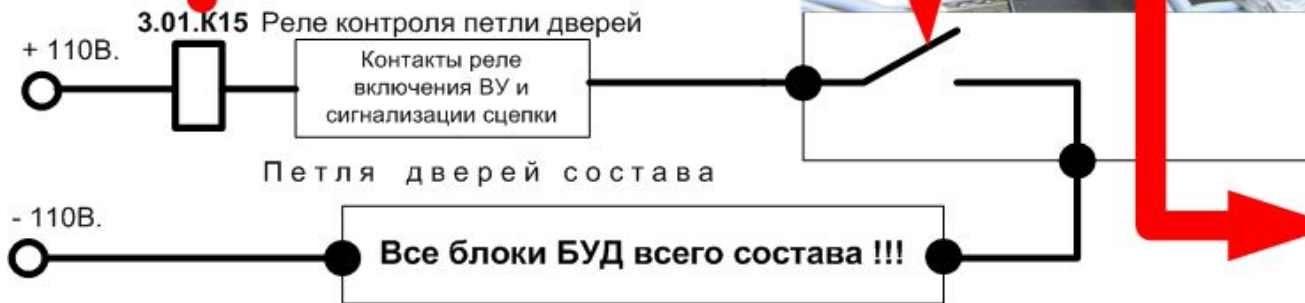 3.01.К15 Реле контроля петли дверей
+ 110В.
Контакты реле
включения ВУ и
сигнализации сцепки
Петля дверей состава
- 110В.
Все блоки БУД всего состава !!!